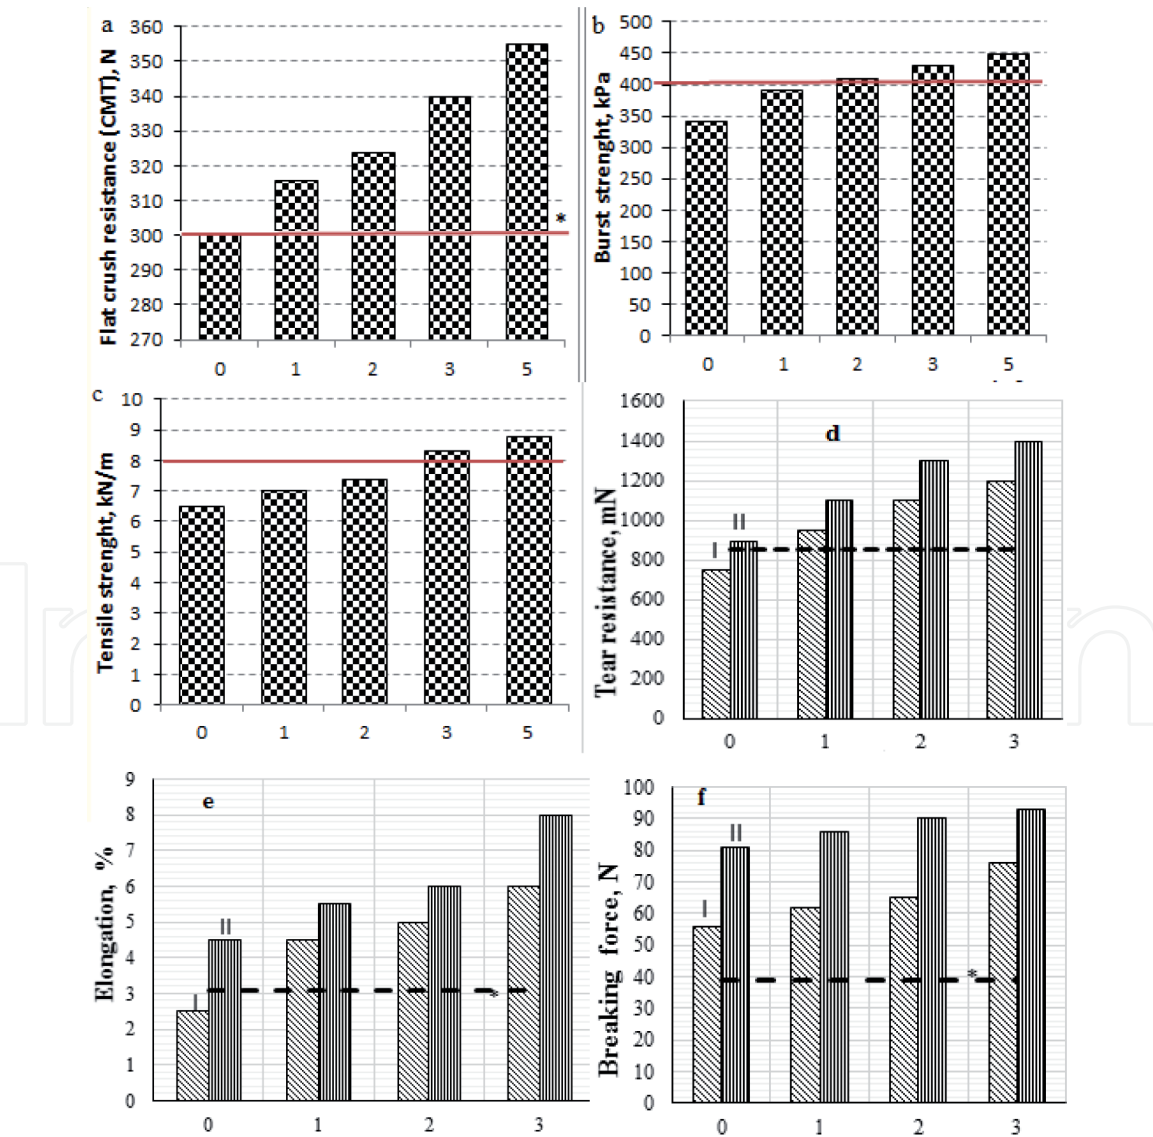 a
Flat crush resistance (CMT), N
360
350
340
330
320
310
300
290
280
270
*
0 1 2 3 5
b
Burst strenght, kPa
500
450
400
350
300
250
200
150
100
50
0
0 1 2 3 5
c
Tensile strenght, kN/m
10
9
8
7
6
5
4
3
2
1
0
0 1 2 3 5
d
Tear resistance, mN
1600
1400
1200
1000
800
600
400
200
0
I
II
0 1 2 3
e
Elongation, %
9
8
7
6
5
4
3
2
1
0
I
II
*
0 1 2 3
f
Breaking force, N
100
90
80
70
60
50
40
30
20
10
0
I
II
*
0 1 2 3